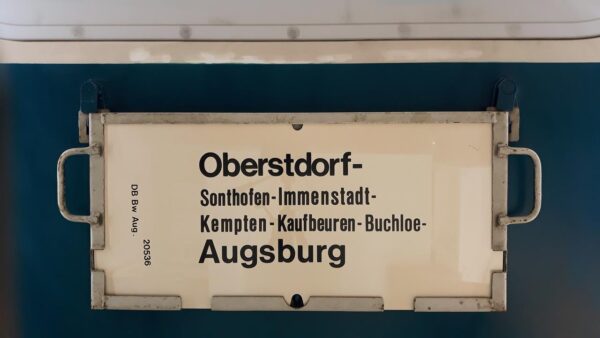 Oberstdorf-
Sonthofen-Immenstadt-
Kempten-Kaufbeuren-Buchloe-
Augsburg
DB Bw Aug.
20536